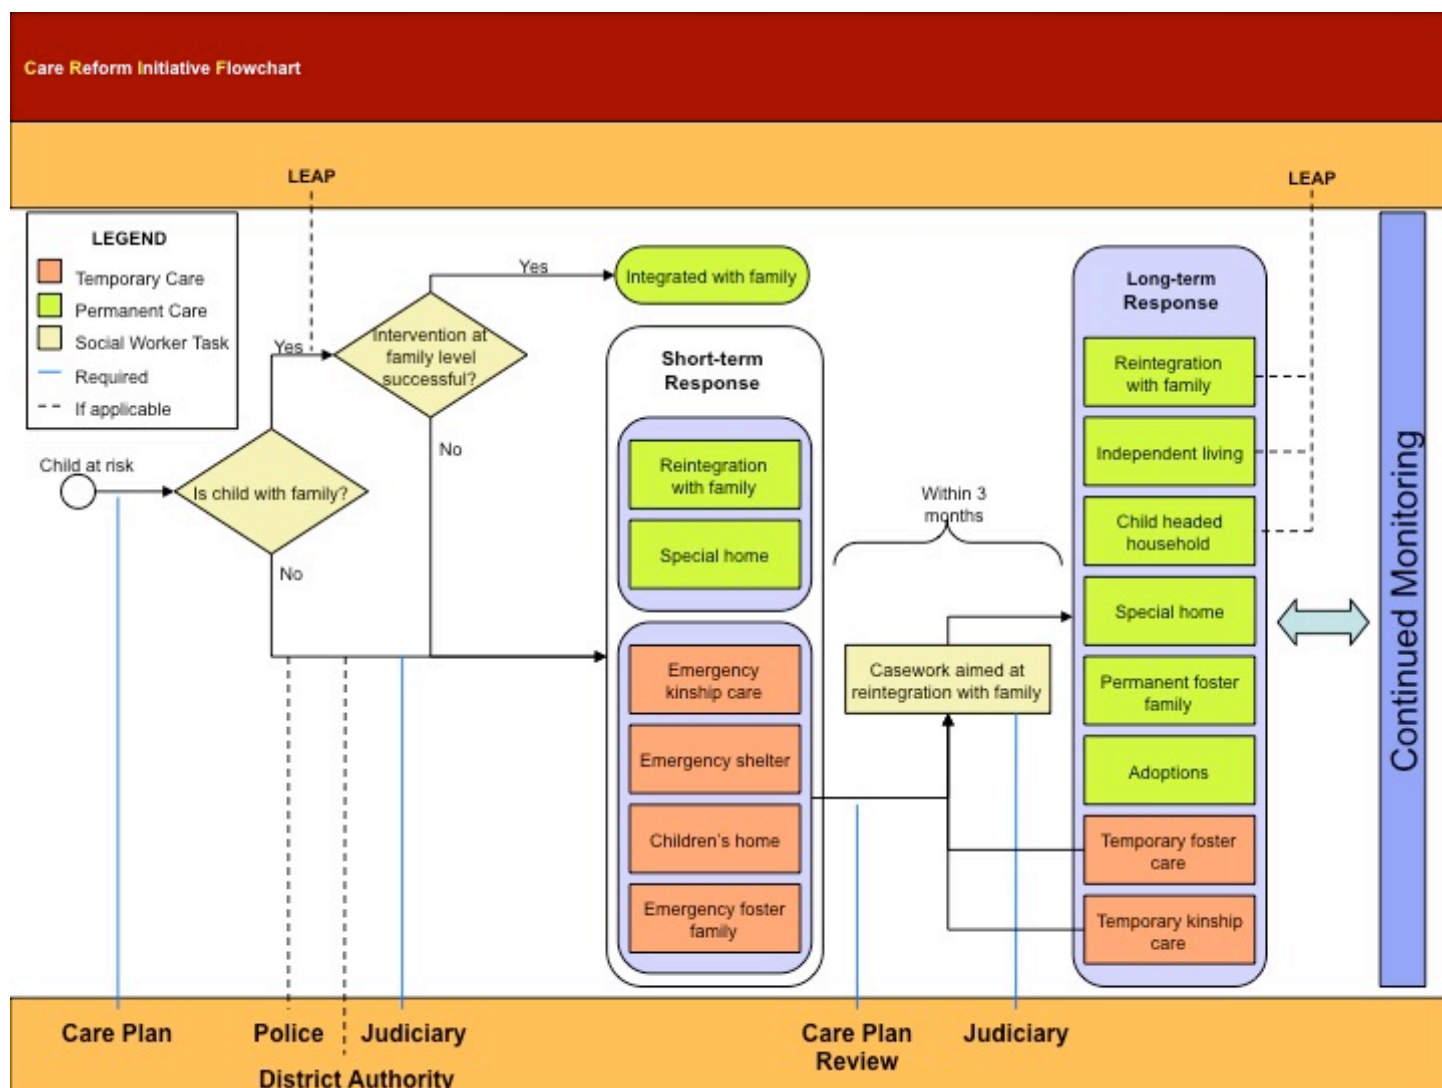 Care Reform Initiative Flowchart
LEAP
LEAP
LEGEND
Temporary Care
Permanent Care
Social Worker Task
Required
If applicable
Child at risk
Is child with family?
Yes
No
Intervention at
family level
successful?
Yes
No
Integrated with family
Short-term
Response
Reintegration
with family
Special home
Emergency
kinship care
Emergency shelter
Children's home
Emergency foster
family
Within 3
months
Casework aimed at
reintegration with family
Long-term
Response
Reintegration
with family
Independent living
Child headed
household
Special home
Permanent foster
family
Adoptions
Temporary foster
care
Temporary kinship
care
Continued Monitoring
Care Plan
Police
District Authority
Judiciary
Care Plan
Review
Judiciary